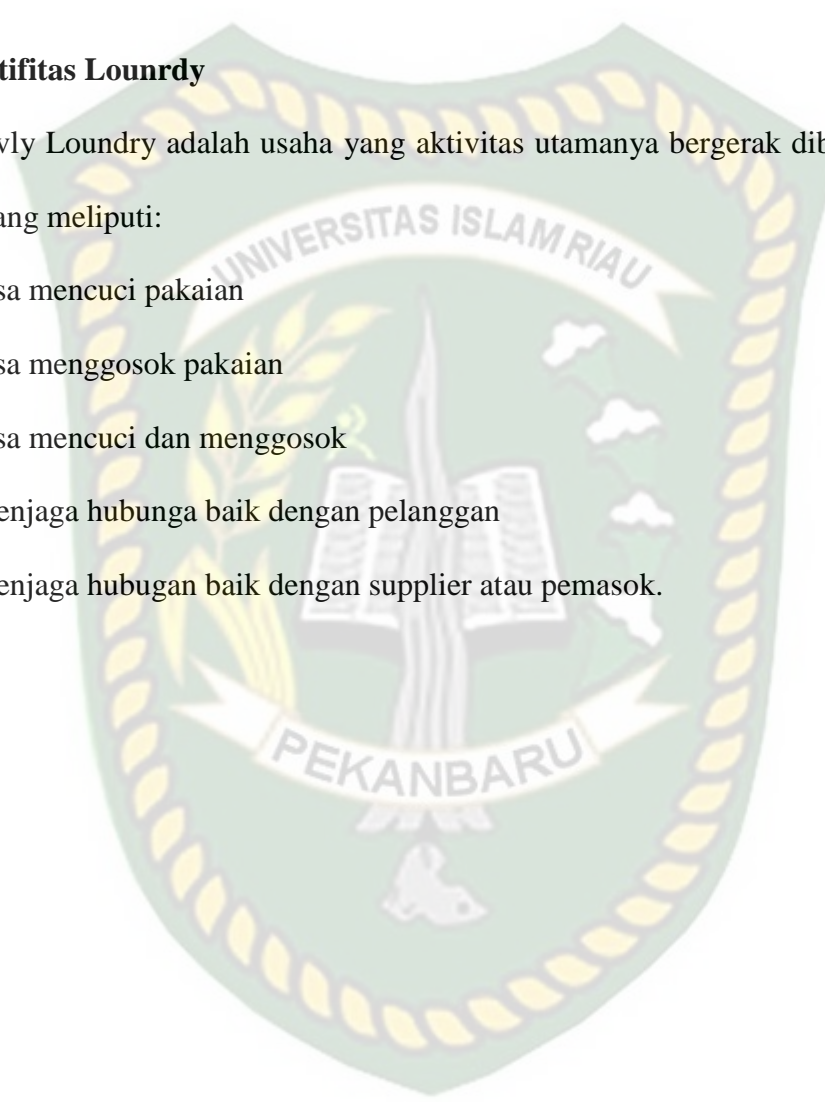 tifitas Lounrdy
vly Loundry adalah usaha yang aktivitas utamanya bergerak dib
ang meliputi:
sa mencuci pakaian
sa menggosok pakaian
sa mencuci dan menggosok
enjaga hubunga baik dengan pelanggan
enjaga hubugan baik dengan supplier atau pemasok.
UNIVERSITAS ISLAM RIAU
PEKANBARU